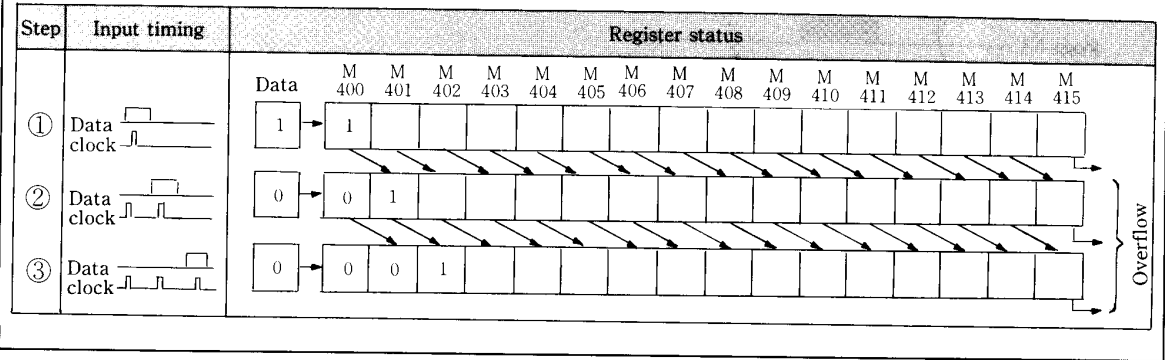 Step Input timing Register status
Data M 400 M 401 M 402 M 403 M 404 M 405 M 406 M 407 M 408 M 409 M 410 M 411 M 412 M 413 M 414 M 415
① Data clock 1 1
② Data clock 0 0 1
③ Data clock 0 0 0 1
Overflow